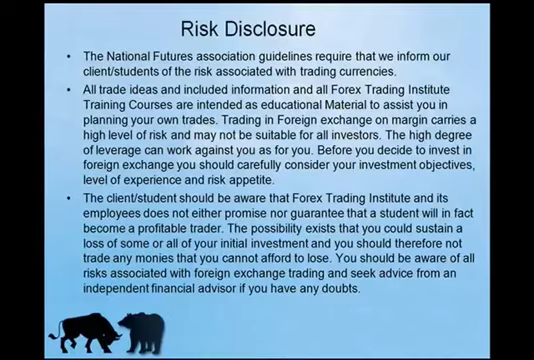 Risk Disclosure
• The National Futures association guidelines require that we inform our
client/students of the risk associated with trading currencies.
• All trade ideas and included information and all Forex Trading Institute
Training Courses are intended as educational Material to assist you in
planning your own trades. Trading in Foreign exchange on margin carries a
high level of risk and may not be suitable for all investors. The high degree
of leverage can work against you as for you. Before you decide to invest in
foreign exchange you should carefully consider your investment objectives,
level of experience and risk appetite.
• The client/student should be aware that Forex Trading Institute and its
employees does not either promise nor guarantee that a student will in fact
become a profitable trader. The possibility exists that you could sustain a
loss of some or all of your initial investment and you should therefore not
trade any monies that you cannot afford to lose. You should be aware of all
risks associated with foreign exchange trading and seek advice from an
independent financial advisor if you have any doubts.